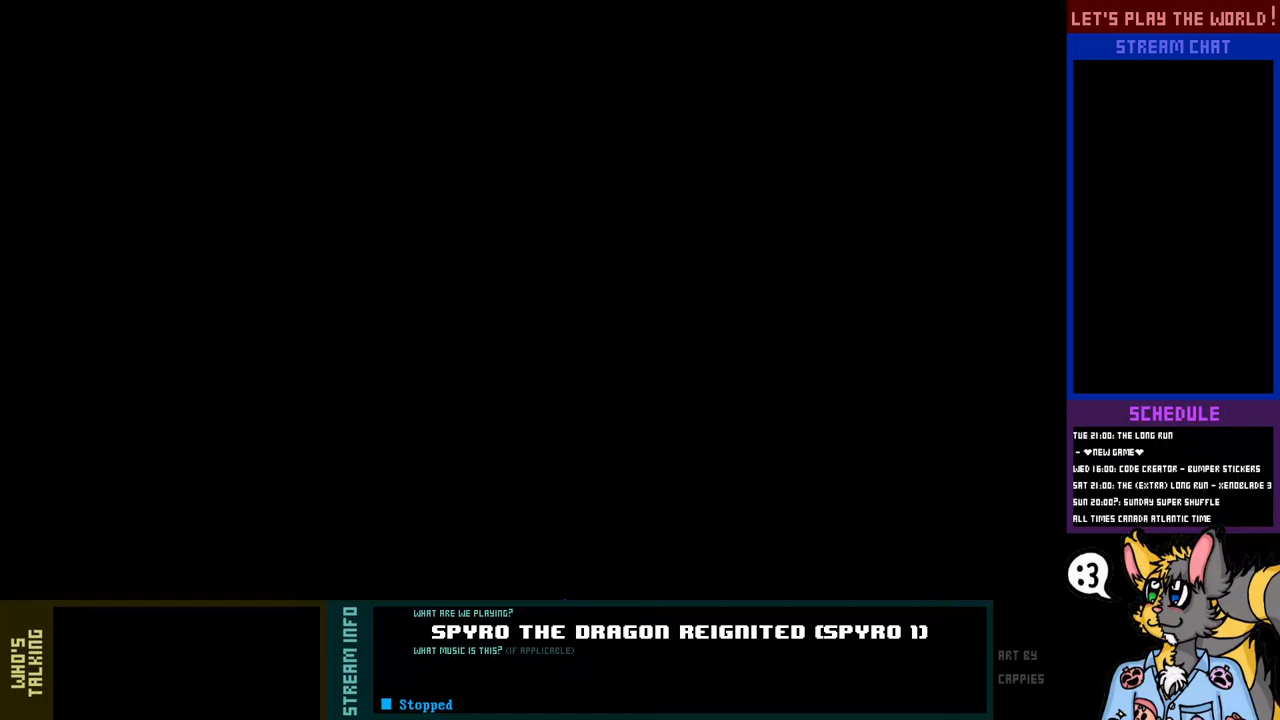 LET'S PLAY THE WORLD!
STREAM CHAT
SCHEDULE
TUE 21:00: THE LONG RUN
- ❤NEW GAME❤
WED 16:00: CODE CREATOR - BUMPER STICKERS
SAT 21:00: THE (EXTRA) LONG RUN - XENOBLADE 3
SUN 20:00?: SUNDAY SUPER SHUFFLE
ALL TIMES CANADA ATLANTIC TIME
:3
WHO'S
TALKING
STREAM INFO
WHAT ARE WE PLAYING?
SPYRO THE DRAGON REIGNITED (SPYRO 1)
WHAT MUSIC IS THIS? (IF APPLICABLE)
Stopped
ART BY
CAPPIES